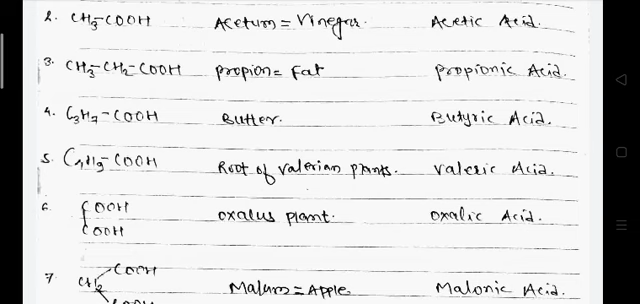 2. CH3-COOH Acetum = Vinegar. Acetic Acid.
3. CH3-CH2-COOH propion = Fat propionic Acid.
4. C3H7-COOH Butter. Butyric Acid.
5. C4H9-COOH Root of valerian plants. valeric Acid.
6. COOH
COOH oxalus plant. oxalic Acid.
7. CH2 COOH Malum = Apple Malonic Acid.